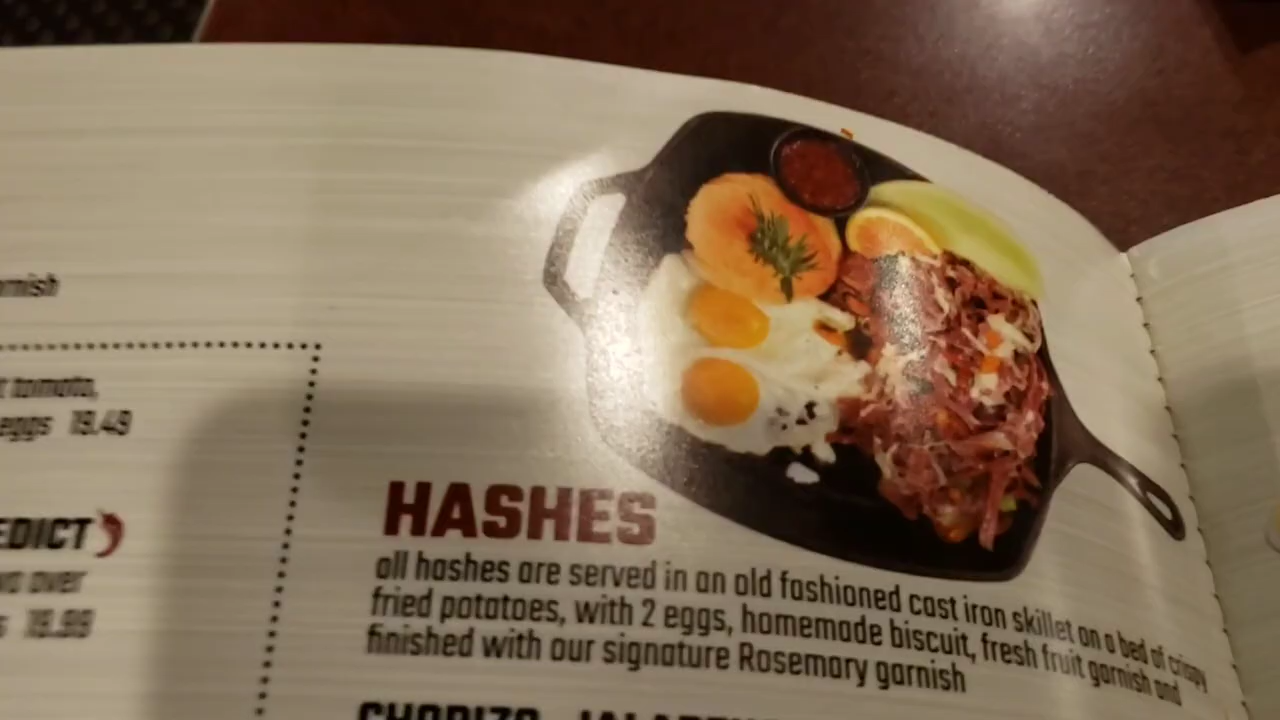 rnish
t tomato,
eggs 19.49
EDICT
wo over
s 19.99
HASHES
all hashes are served in an old fashioned cast iron skillet on a bed of crispy
fried potatoes, with 2 eggs, homemade biscuit, fresh fruit garnish and
finished with our signature Rosemary garnish
CHORIZO